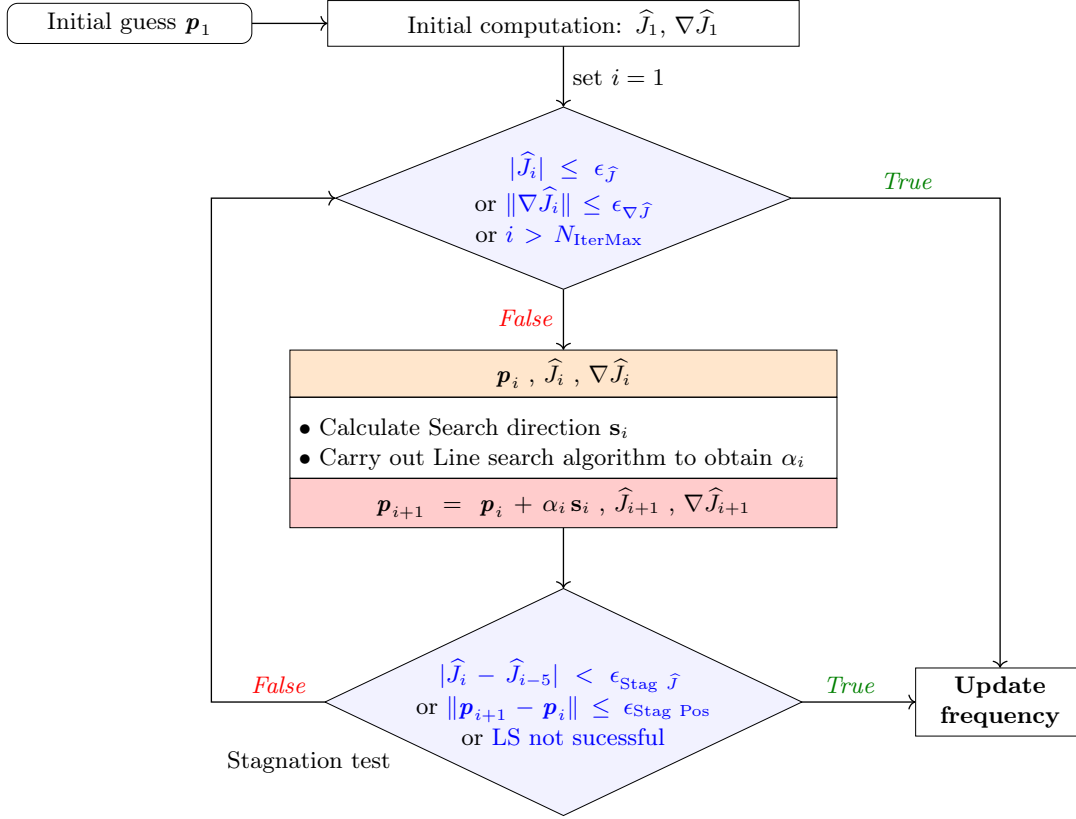 Initial guess 𝒑₁
Initial computation: Ĵ₁, ∇Ĵ₁
set i = 1
|Ĵᵢ| ≤ ϵ_Ĵ
or ‖∇Ĵᵢ‖ ≤ ϵ_∇Ĵ
or i > N_IterMax
True
False
𝒑ᵢ , Ĵᵢ , ∇Ĵᵢ
• Calculate Search direction 𝐬ᵢ
• Carry out Line search algorithm to obtain αᵢ
𝒑ᵢ₊₁ = 𝒑ᵢ + αᵢ 𝐬ᵢ , Ĵᵢ₊₁ , ∇Ĵᵢ₊₁
|Ĵᵢ − Ĵᵢ₋₅| < ϵ_Stag Ĵ
or ‖𝒑ᵢ₊₁ − 𝒑ᵢ‖ ≤ ϵ_Stag Pos
or LS not sucessful
False
True
Stagnation test
Update
frequency